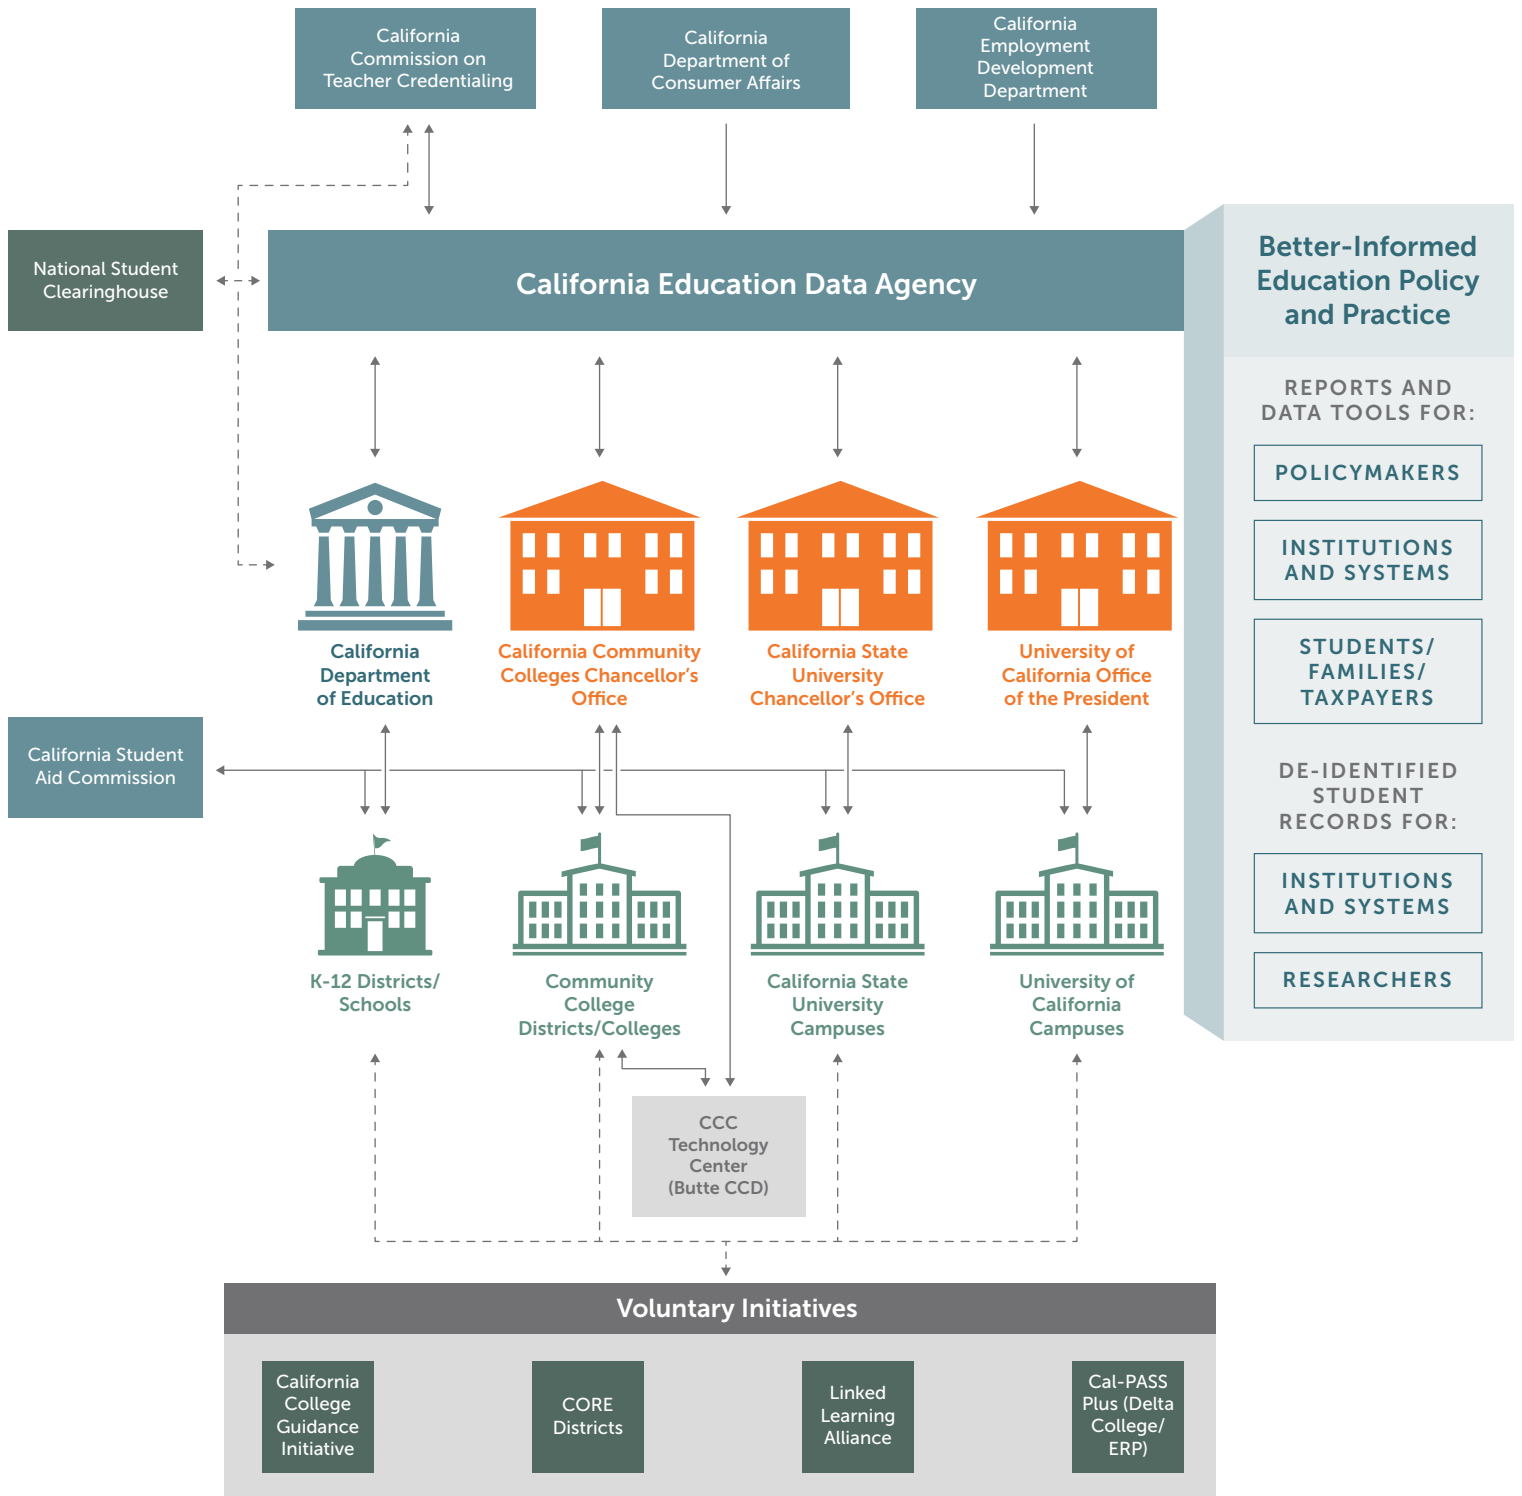 California
Commission on
Teacher Credentialing
California
Department of
Consumer Affairs
California
Employment
Development
Department
National Student
Clearinghouse
California Education Data Agency
Better-Informed
Education Policy
and Practice
REPORTS AND
DATA TOOLS FOR:
POLICYMAKERS
INSTITUTIONS
AND SYSTEMS
STUDENTS/
FAMILIES/
TAXPAYERS
DE-IDENTIFIED
STUDENT
RECORDS FOR:
INSTITUTIONS
AND SYSTEMS
RESEARCHERS
California
Department
of Education
California Community
Colleges Chancellor’s
Office
California State
University
Chancellor’s Office
University of
California Office
of the President
California Student
Aid Commission
K-12 Districts/
Schools
Community
College
Districts/Colleges
California State
University
Campuses
University of
California
Campuses
CCC
Technology
Center
(Butte CCD)
Voluntary Initiatives
California
College
Guidance
Initiative
CORE
Districts
Linked
Learning
Alliance
Cal-PASS
Plus (Delta
College/
ERP)